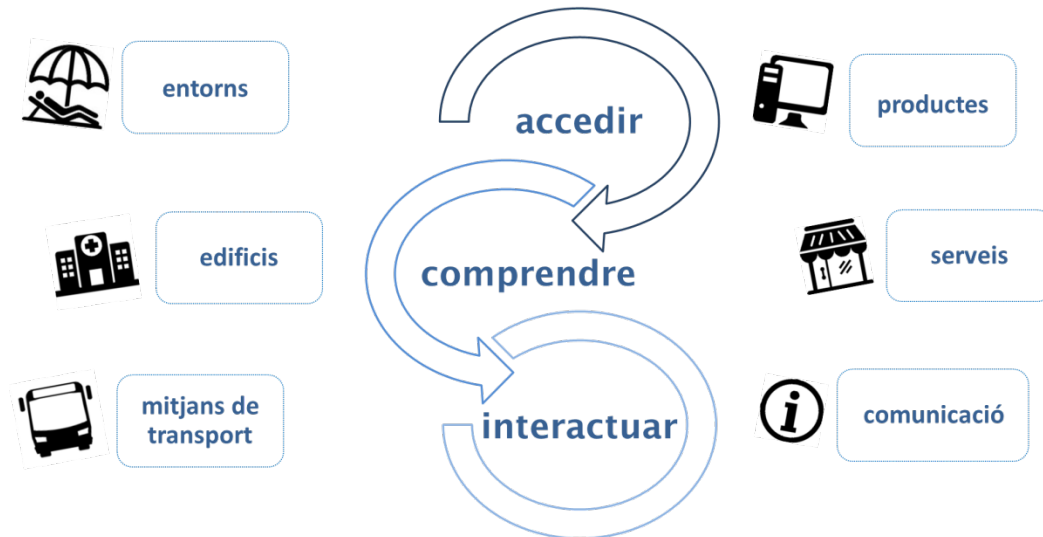 entorns
edificis
mitjans de
transport
accedir
comprendre
interactuar
productes
serveis
comunicació